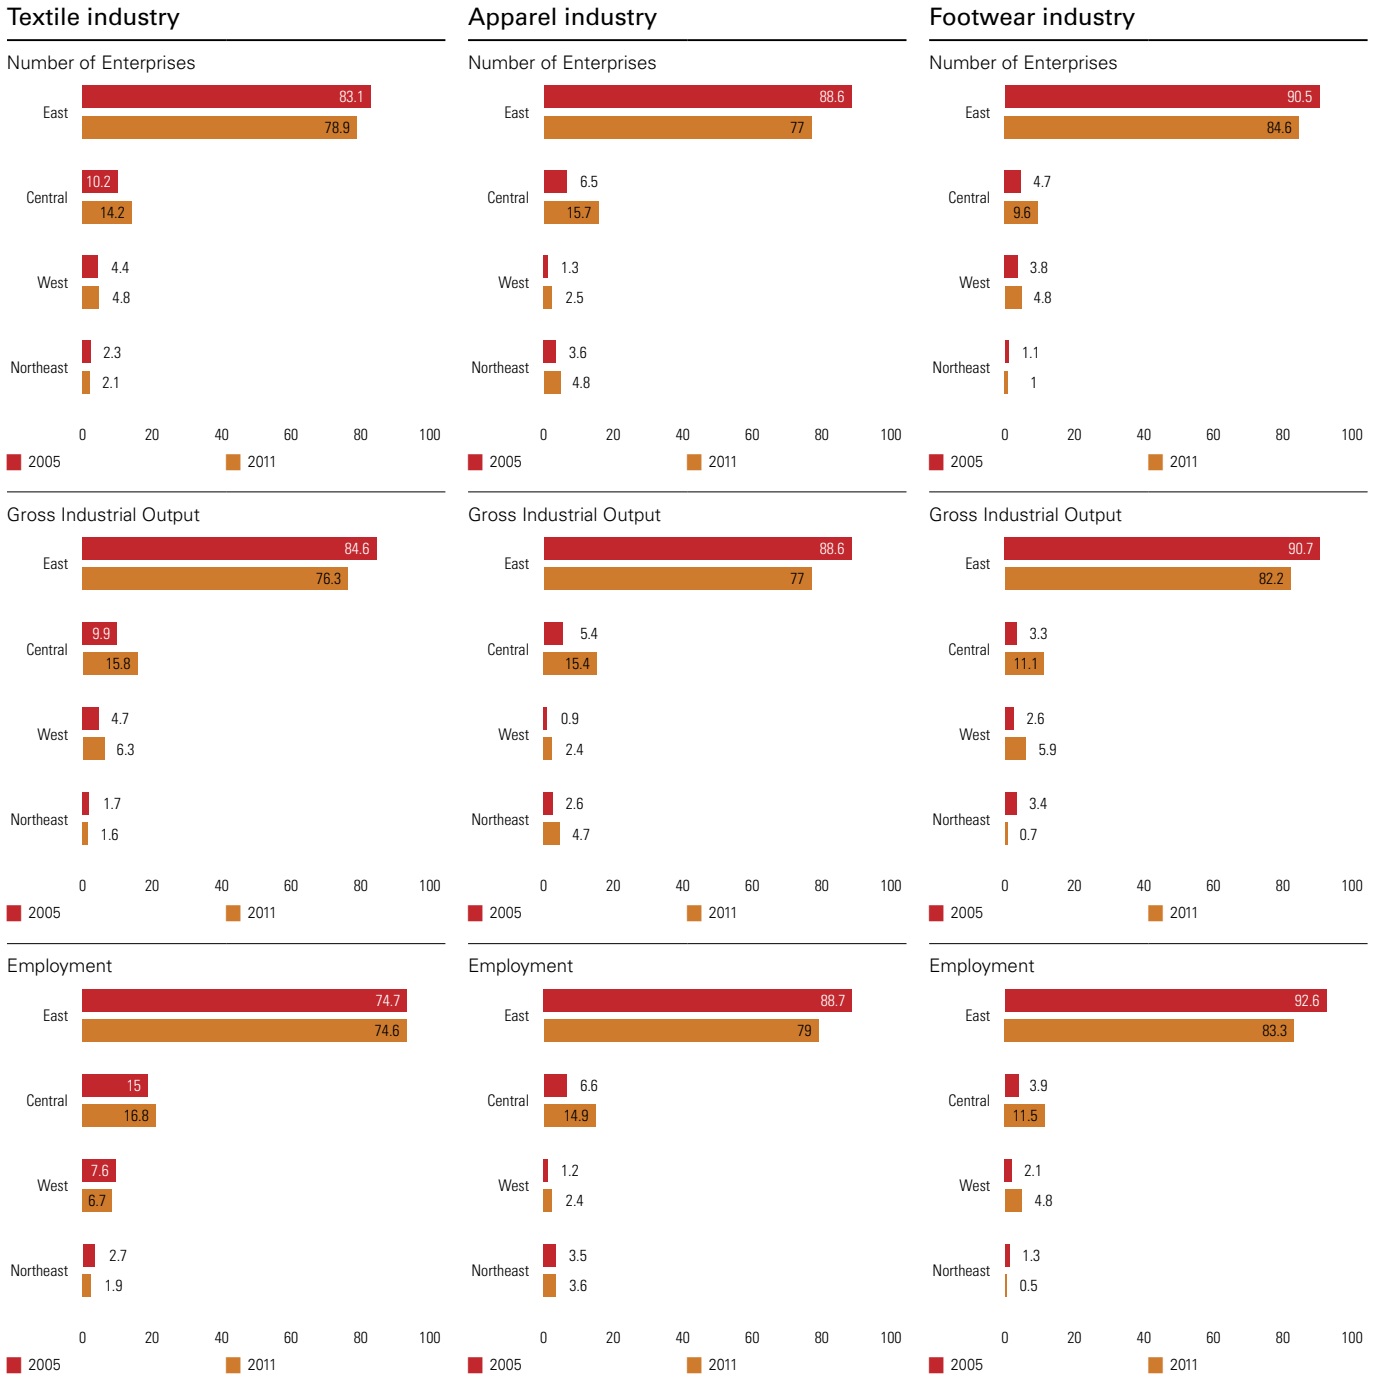 Textile industry
Number of Enterprises
East
83.1
78.9
Central
10.2
14.2
West
4.4
4.8
Northeast
2.3
2.1
0 20 40 60 80 100
2005 2011
Gross Industrial Output
East
84.6
76.3
Central
9.9
15.8
West
4.7
6.3
Northeast
1.7
1.6
0 20 40 60 80 100
2005 2011
Employment
East
74.7
74.6
Central
15
16.8
West
7.6
6.7
Northeast
2.7
1.9
0 20 40 60 80 100
2005 2011
Apparel industry
Number of Enterprises
East
88.6
77
Central
6.5
15.7
West
1.3
2.5
Northeast
3.6
4.8
0 20 40 60 80 100
2005 2011
Gross Industrial Output
East
88.6
77
Central
5.4
15.4
West
0.9
2.4
Northeast
2.6
4.7
0 20 40 60 80 100
2005 2011
Employment
East
88.7
79
Central
6.6
14.9
West
1.2
2.4
Northeast
3.5
3.6
0 20 40 60 80 100
2005 2011
Footwear industry
Number of Enterprises
East
90.5
84.6
Central
4.7
9.6
West
3.8
4.8
Northeast
1.1
1
0 20 40 60 80 100
2005 2011
Gross Industrial Output
East
90.7
82.2
Central
3.3
11.1
West
2.6
5.9
Northeast
3.4
0.7
0 20 40 60 80 100
2005 2011
Employment
East
92.6
83.3
Central
3.9
11.5
West
2.1
4.8
Northeast
1.3
0.5
0 20 40 60 80 100
2005 2011